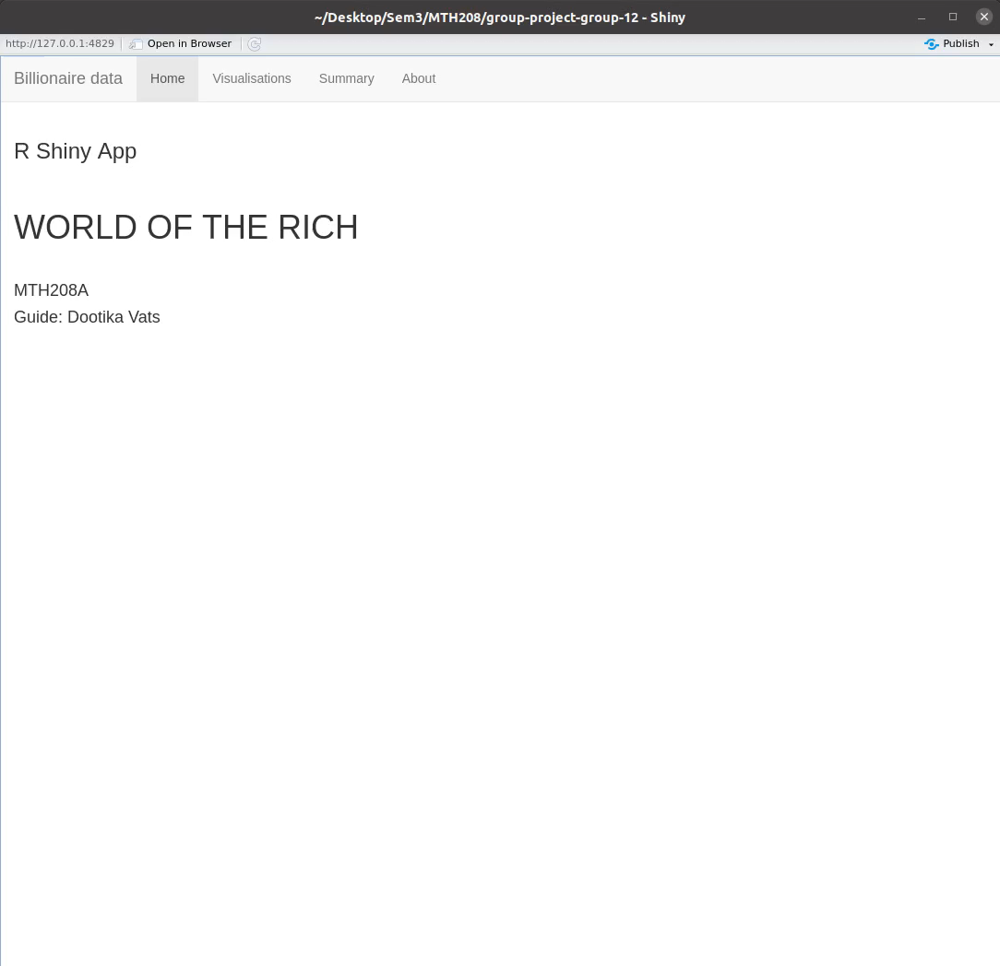 ~/Desktop/Sem3/MTH208/group-project-group-12 - Shiny
http://127.0.0.1:4829 Open in Browser Publish
Billionaire data Home Visualisations Summary About
R Shiny App
WORLD OF THE RICH
MTH208A
Guide: Dootika Vats